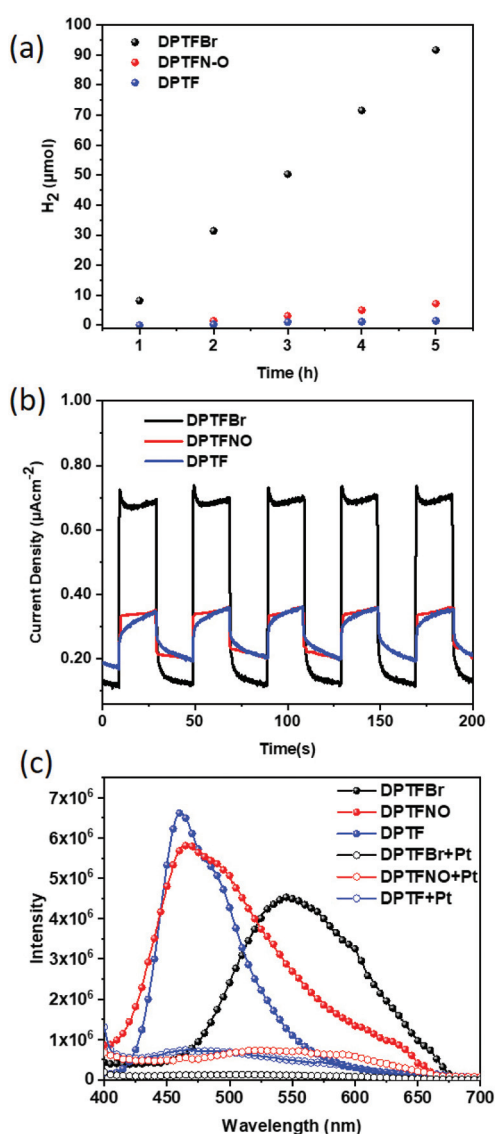 (a)
100
90
80
70
60
50
40
30
20
10
0
H₂ (µmol)
DPTFBr
DPTFN-O
DPTF
1 2 3 4 5
Time (h)
(b)
1.00
0.80
0.60
0.40
0.20
Current Density (µAcm⁻²)
DPTFBr
DPTFNO
DPTF
0 50 100 150 200
Time(s)
(c)
7x10⁶
6x10⁶
5x10⁶
4x10⁶
3x10⁶
2x10⁶
1x10⁶
0
Intensity
DPTFBr
DPTFNO
DPTF
DPTFBr+Pt
DPTFNO+Pt
DPTF+Pt
400 450 500 550 600 650 700
Wavelength (nm)